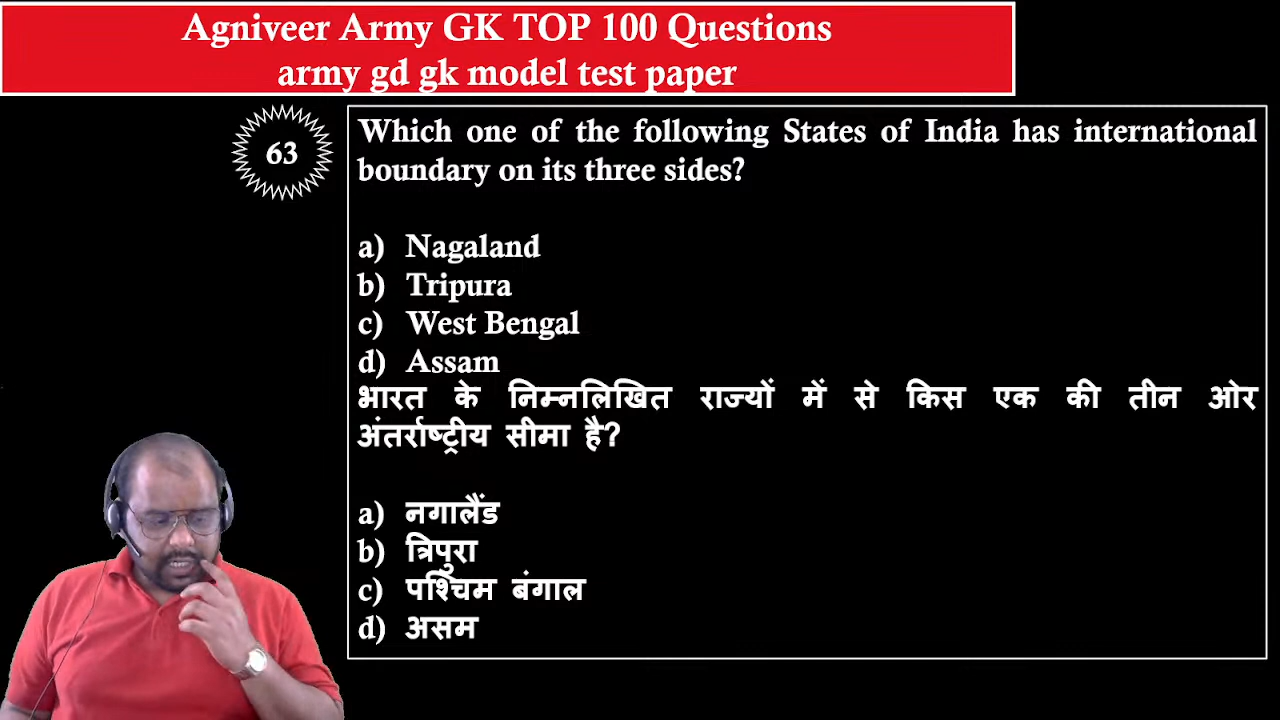 Agniveer Army GK TOP 100 Questions
army gd gk model test paper
63
Which one of the following States of India has international
boundary on its three sides?
a) Nagaland
b) Tripura
c) West Bengal
d) Assam
भारत के निम्नलिखित राज्यों में से किस एक की तीन ओर
अंतर्राष्ट्रीय सीमा है?
a) नगालैंड
b) त्रिपुरा
c) पश्चिम बंगाल
d) असम